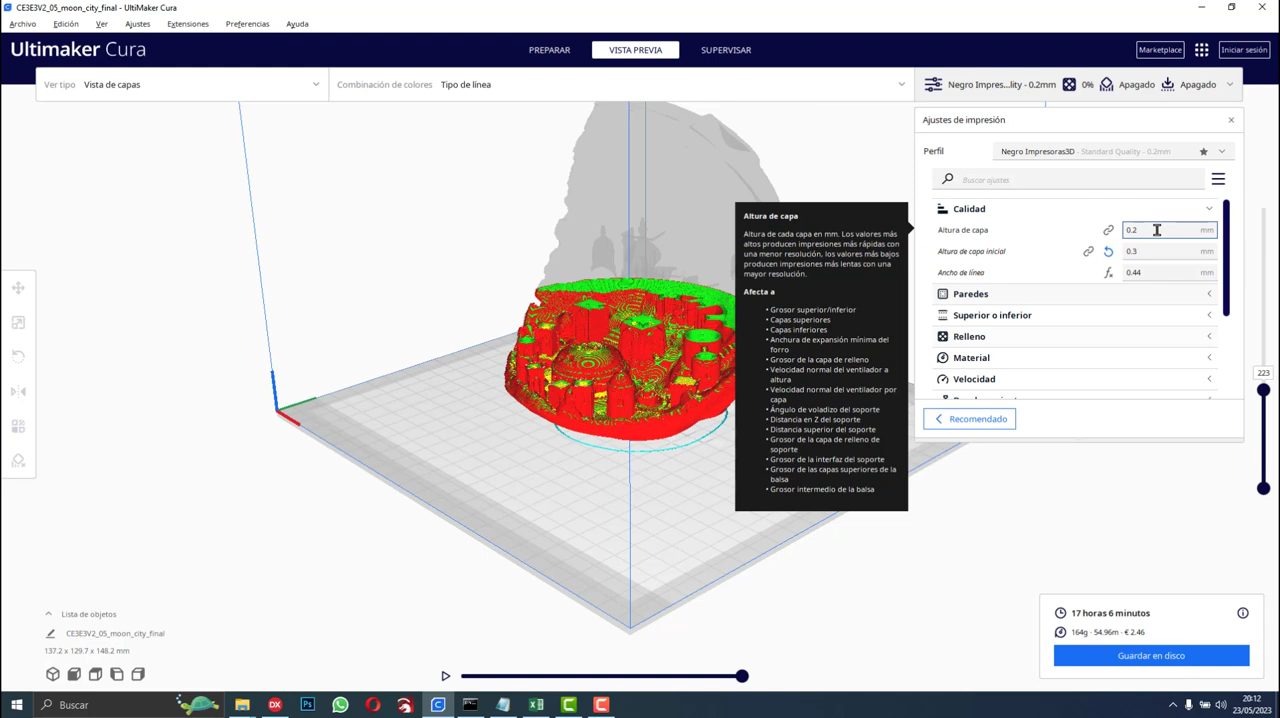 CE3E3V2_05_moon_city_final - UltiMaker Cura
Archivo Edición Ver Ajustes Extensiones Preferencias Ayuda
Ultimaker Cura
PREPARAR VISTA PREVIA SUPERVISAR
Marketplace
Iniciar sesión
Ver tipo Vista de capas
Combinación de colores Tipo de línea
Negro Impres...lity - 0.2mm 0% Apagado Apagado
Ajustes de impresión
Perfil Negro Impresoras3D - Standard Quality - 0.2mm
Buscar ajustes
Calidad
Altura de capa 0.2 mm
Altura de capa inicial 0.3 mm
Ancho de línea 0.44 mm
Paredes
Superior o inferior
Relleno
Material
Velocidad
Recomendado
Altura de capa
Altura de cada capa en mm. Los valores más
altos producen impresiones más rápidas con
una menor resolución, los valores más bajos
producen impresiones más lentas con una
mayor resolución.
Afecta a
• Grosor superior/inferior
• Capas superiores
• Capas inferiores
• Anchura de expansión mínima del
forro
• Grosor de la capa de relleno
• Velocidad normal del ventilador a
altura
• Velocidad normal del ventilador por
capa
• Ángulo de voladizo del soporte
• Distancia en Z del soporte
• Distancia superior del soporte
• Grosor de la capa de relleno de
soporte
• Grosor de la interfaz del soporte
• Grosor de las capas superiores de la
balsa
• Grosor intermedio de la balsa
223
Lista de objetos
CE3E3V2_05_moon_city_final
137.2 x 129.7 x 148.2 mm
17 horas 6 minutos
164g · 54.96m · € 2.46
Guardar en disco
Buscar
20:12
23/05/2023